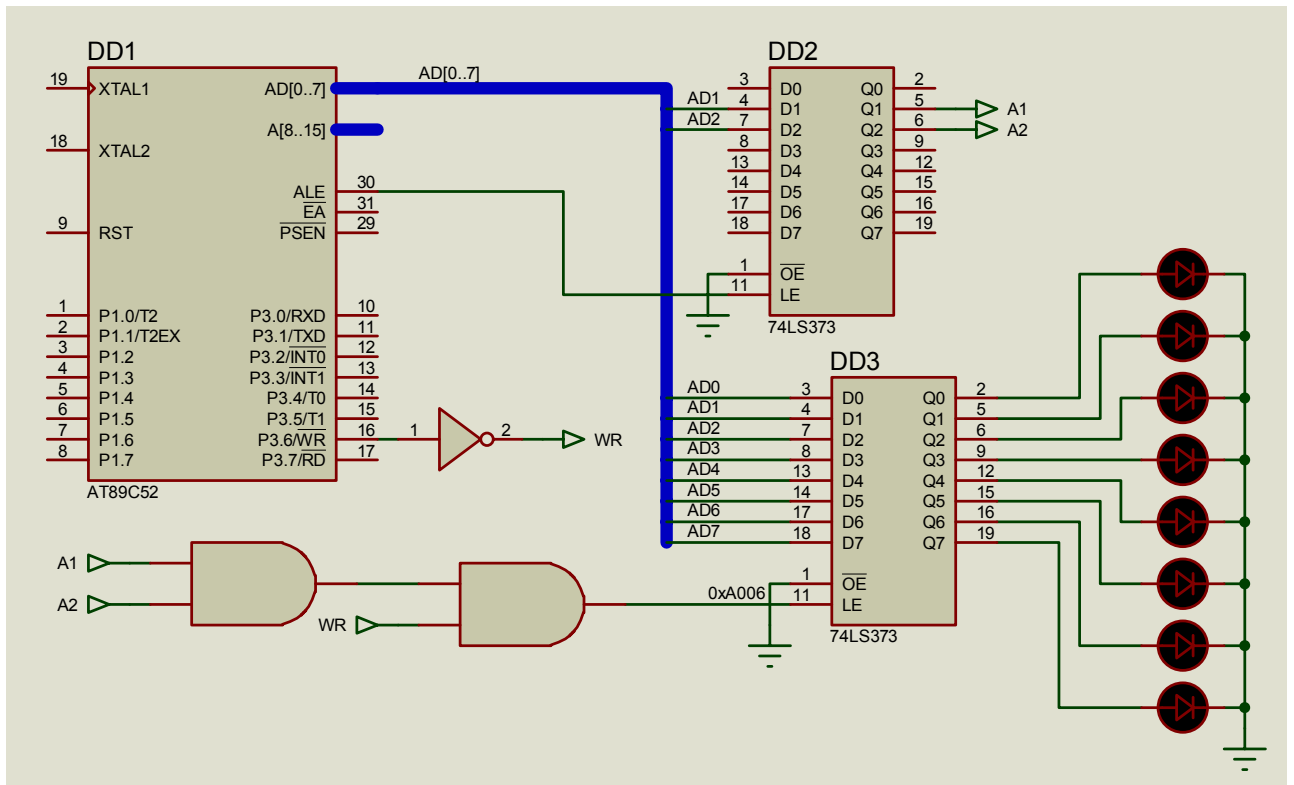 DD1
19 XTAL1
18 XTAL2
9 RST
1 P1.0/T2
2 P1.1/T2EX
3 P1.2
4 P1.3
5 P1.4
6 P1.5
7 P1.6
8 P1.7
AD[0..7]
A[8..15]
ALE 30
EA 31
PSEN 29
P3.0/RXD 10
P3.1/TXD 11
P3.2/INT0 12
P3.3/INT1 13
P3.4/T0 14
P3.5/T1 15
P3.6/WR 16
P3.7/RD 17
AT89C52
AD[0..7]
1 2 WR
DD2
3 D0 Q0 2
AD1 4 D1 Q1 5 A1
AD2 7 D2 Q2 6 A2
8 D3 Q3 9
13 D4 Q4 12
14 D5 Q5 15
17 D6 Q6 16
18 D7 Q7 19
1 OE
11 LE
74LS373
DD3
AD0 3 D0 Q0 2
AD1 4 D1 Q1 5
AD2 7 D2 Q2 6
AD3 8 D3 Q3 9
AD4 13 D4 Q4 12
AD5 14 D5 Q5 15
AD6 17 D6 Q6 16
AD7 18 D7 Q7 19
1 OE
0xA006 11 LE
74LS373
A1
A2
WR